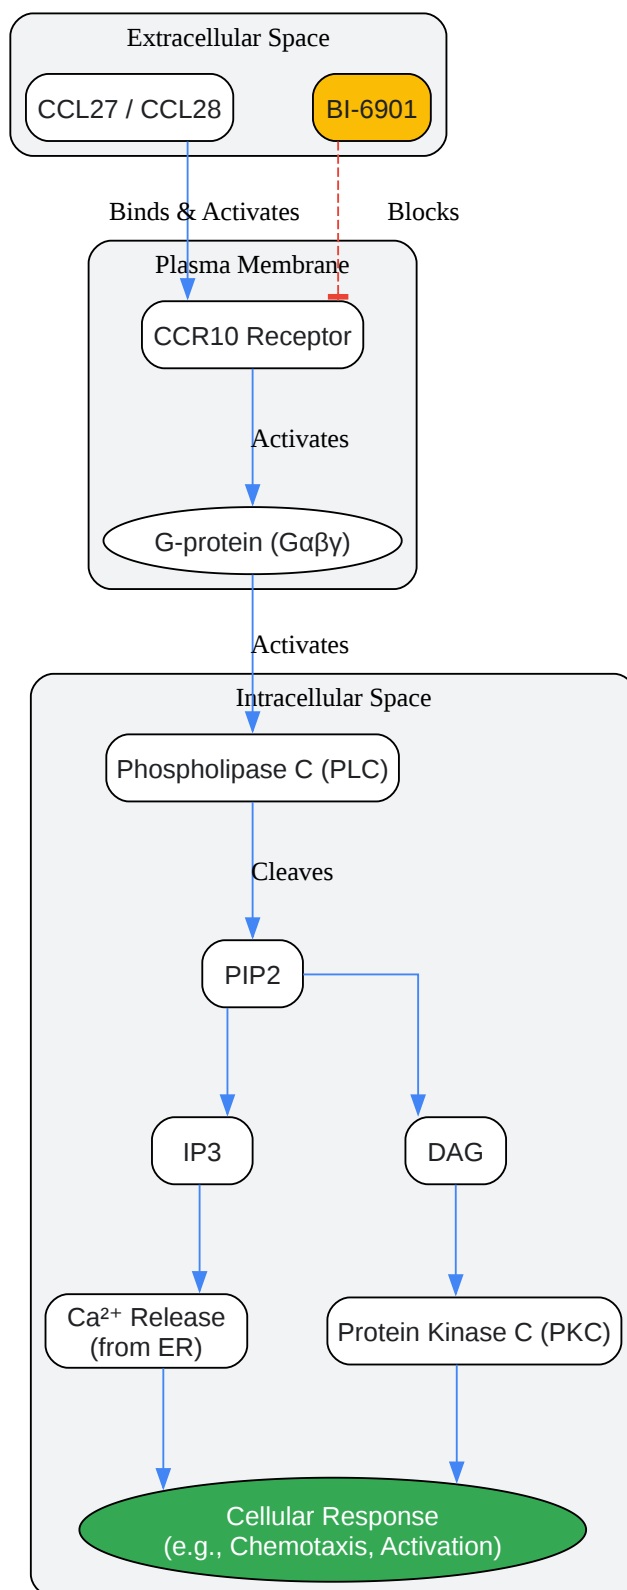 Extracellular Space
CCL27 / CCL28
BI-6901
Binds & Activates
Blocks
Plasma Membrane
CCR10 Receptor
Activates
G-protein (Gαβγ)
Activates
Intracellular Space
Phospholipase C (PLC)
Cleaves
PIP2
IP3
DAG
Ca²⁺ Release
(from ER)
Protein Kinase C (PKC)
Cellular Response
(e.g., Chemotaxis, Activation)